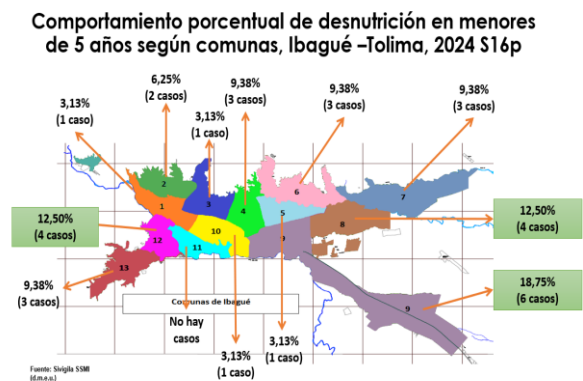 Comportamiento porcentual de desnutrición en menores
de 5 años según comunas, Ibagué –Tolima, 2024 S16p
6,25%
(2 casos)
9,38%
(3 casos)
9,38%
(3 casos)
9,38%
(3 casos)
3,13%
(1 caso)
3,13%
(1 caso)
2
1
3
4
6
5
7
8
12,50%
(4 casos)
12,50%
(4 casos)
10
12
11
9
13
9,38%
(3 casos)
18,75%
(6 casos)
9
Comunas de Ibagué
No hay
casos
3,13%
(1 caso)
3,13%
(1 caso)
Fuente: Sivigila SSMI
(d.m.e.u.)